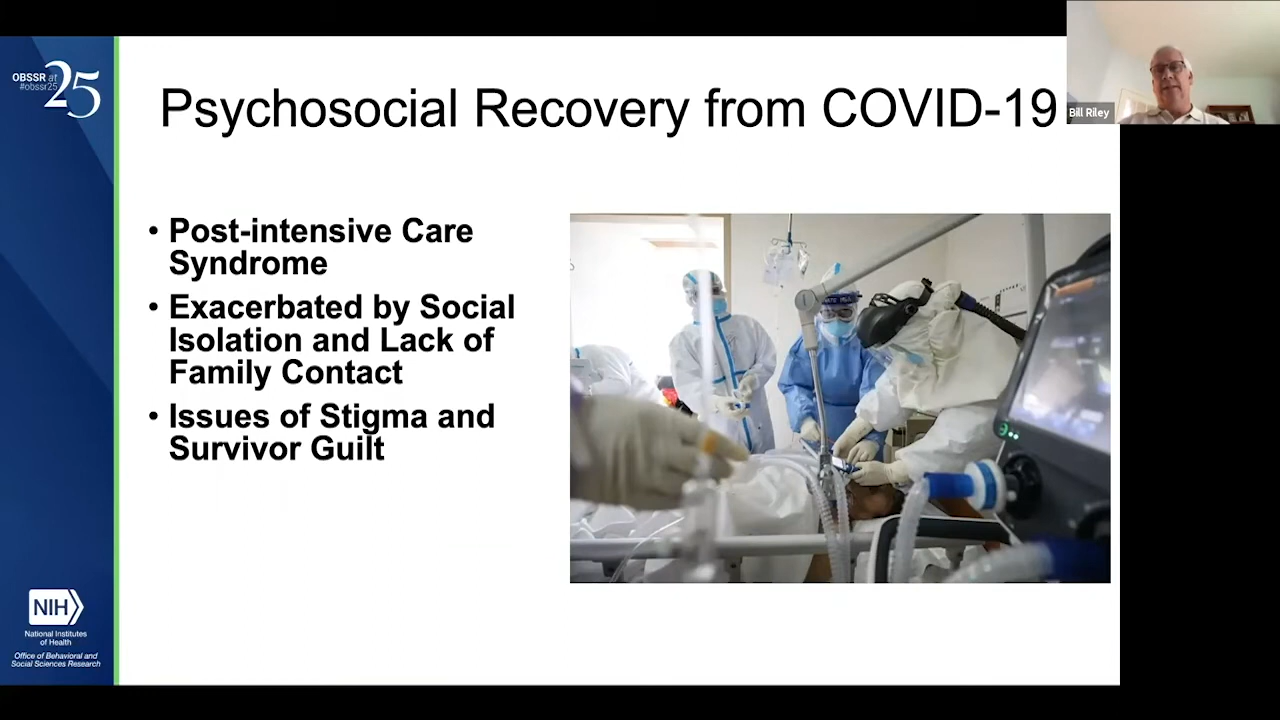 OBSSR at
#obssr25
25
Psychosocial Recovery from COVID-19
Bill Riley
• Post-intensive Care
Syndrome
• Exacerbated by Social
Isolation and Lack of
Family Contact
• Issues of Stigma and
Survivor Guilt
NIH
National Institutes
of Health
Office of Behavioral and
Social Sciences Research